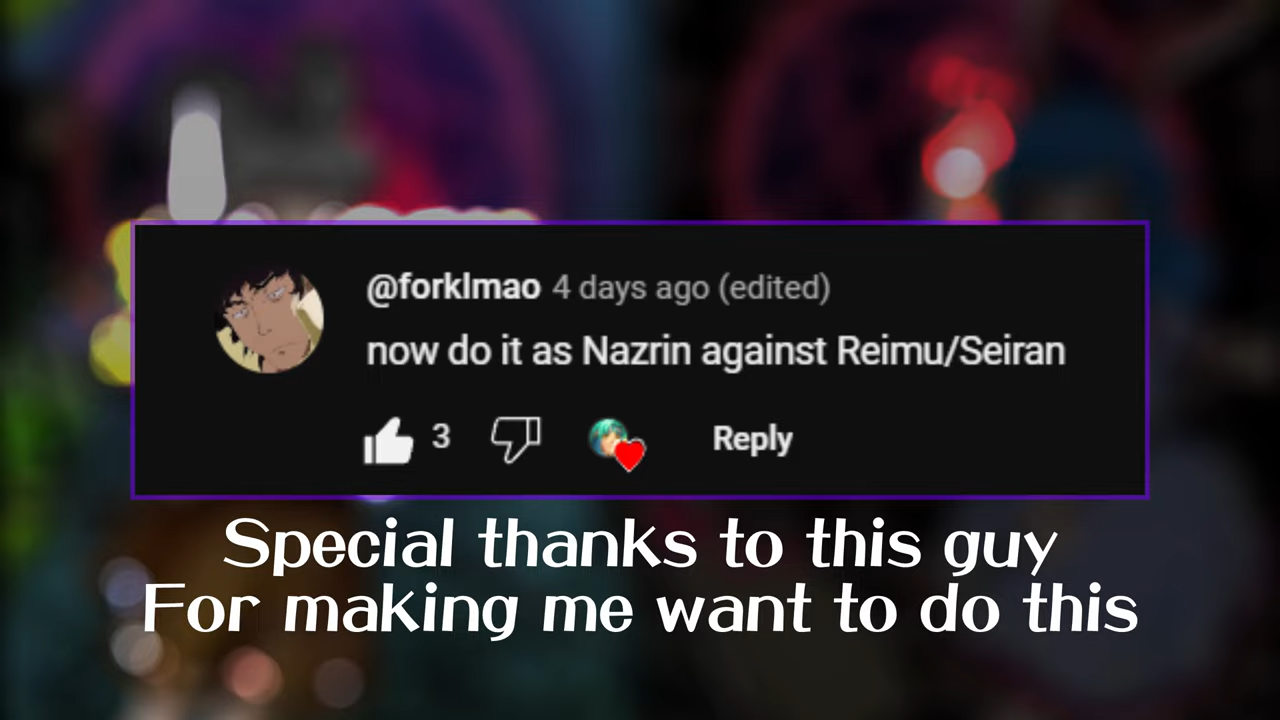 @forklmao 4 days ago (edited)
now do it as Nazrin against Reimu/Seiran
3 Reply
Special thanks to this guy
For making me want to do this